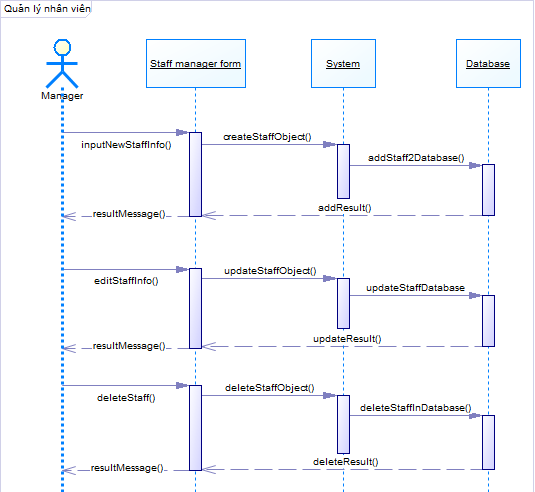 Quản lý nhân viên
Staff manager form
System
Database
Manager
inputNewStaffInfo()
createStaffObject()
addStaff2Database()
addResult()
resultMessage()
editStaffInfo()
updateStaffObject()
updateStaffDatabase
updateResult()
resultMessage()
deleteStaff()
deleteStaffObject()
deleteStaffInDatabase()
deleteResult()
resultMessage()